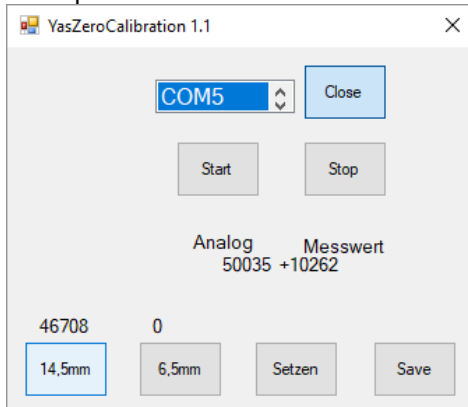 YasZeroCalibration 1.1
COM5 Close
Start Stop
Analog Messwert
50035 +10262
46708 0
14,5mm 6,5mm Setzen Save